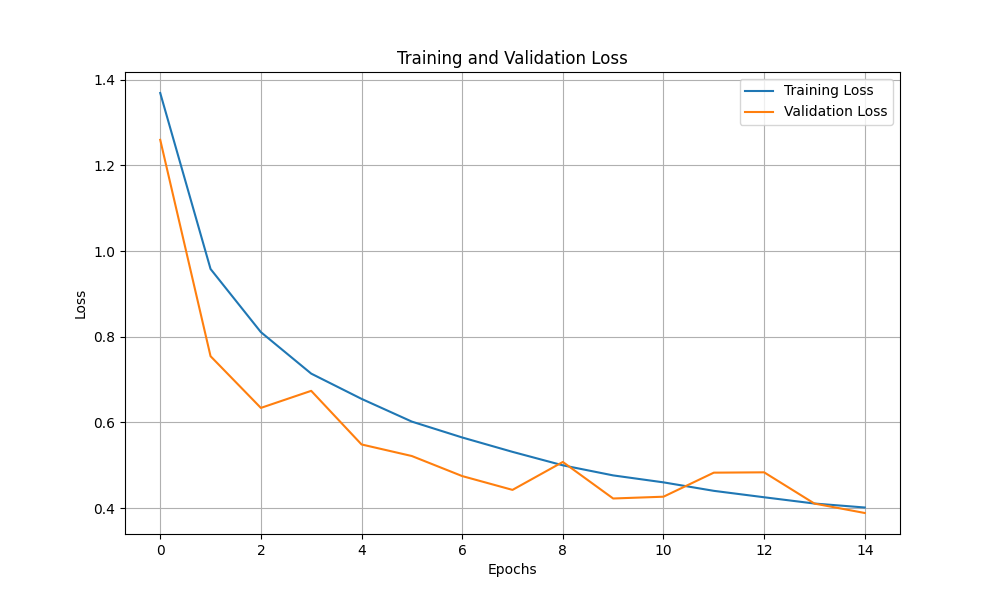 Training and Validation Loss
Training Loss
Validation Loss
1.4
1.2
1.0
0.8
0.6
0.4
Loss
0 2 4 6 8 10 12 14
Epochs